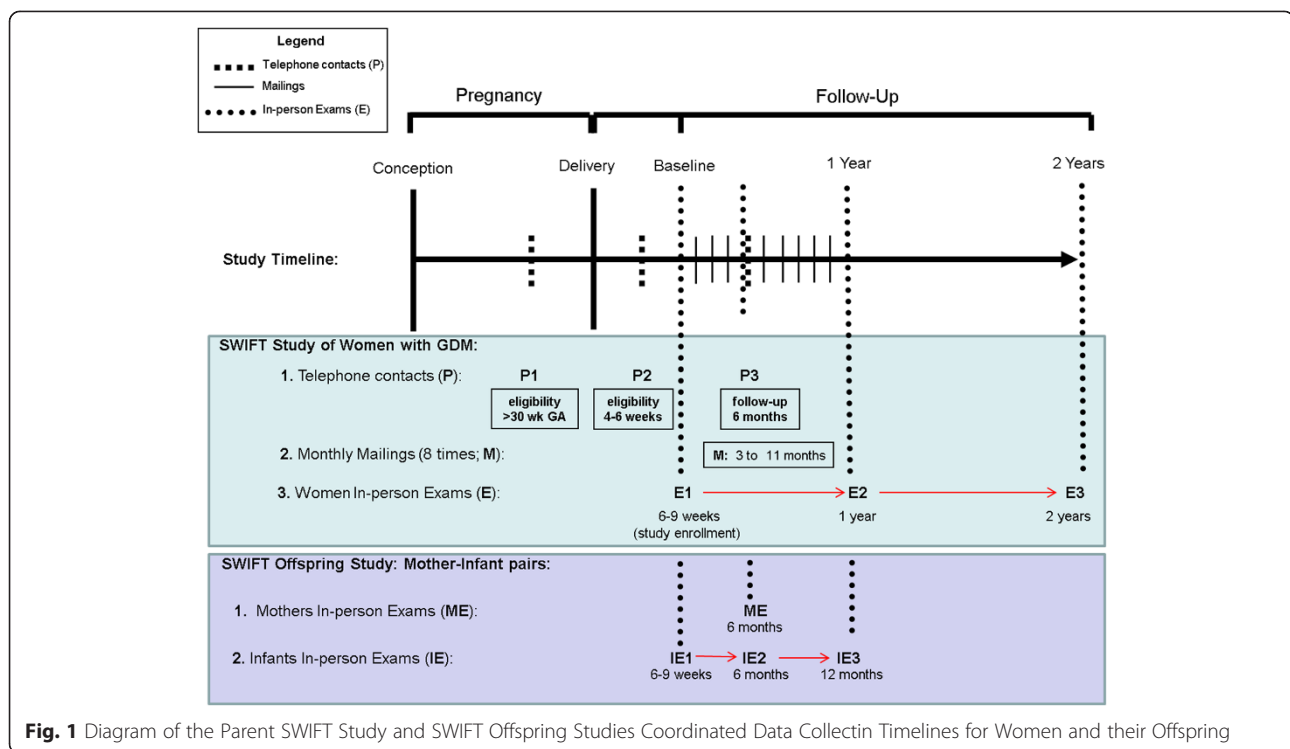 Legend
Telephone contacts (P)
Mailings
In-person Exams (E)
Pregnancy
Follow-Up
Conception
Delivery
Baseline
1 Year
2 Years
Study Timeline:
SWIFT Study of Women with GDM:
1. Telephone contacts (P):
P1
P2
P3
eligibility
>30 wk GA
eligibility
4-6 weeks
follow-up
6 months
2. Monthly Mailings (8 times; M):
M: 3 to 11 months
3. Women In-person Exams (E):
E1
E2
E3
6-9 weeks
(study enrollment)
1 year
2 years
SWIFT Offspring Study: Mother-Infant pairs:
1. Mothers In-person Exams (ME):
ME
6 months
2. Infants In-person Exams (IE):
IE1
IE2
IE3
6-9 weeks
6 months
12 months
Fig. 1 Diagram of the Parent SWIFT Study and SWIFT Offspring Studies Coordinated Data Collectin Timelines for Women and their Offspring